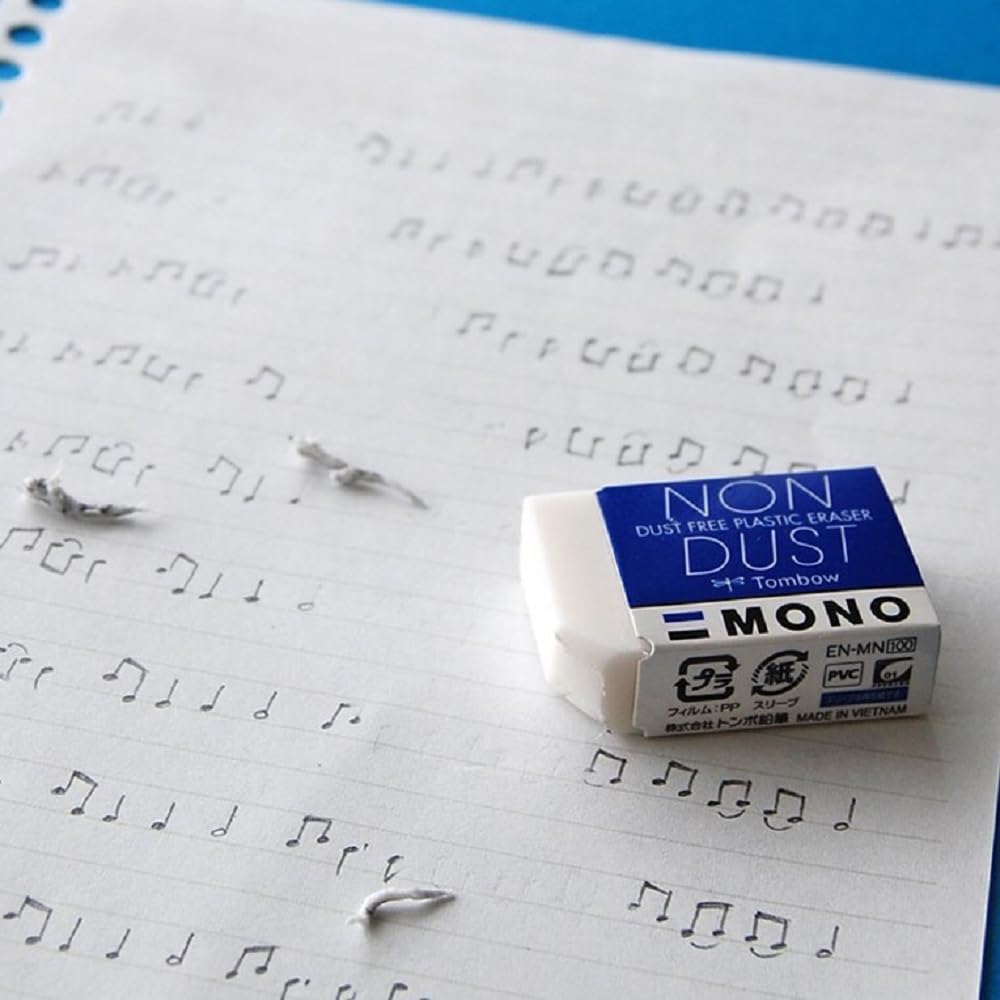 NON
DUST FREE PLASTIC ERASER
DUST
Tombow
MONO
EN-MN100
プラ 紙 PVC 01
フィルム:PP スリーブ
株式会社トンボ鉛筆 MADE IN VIETNAM